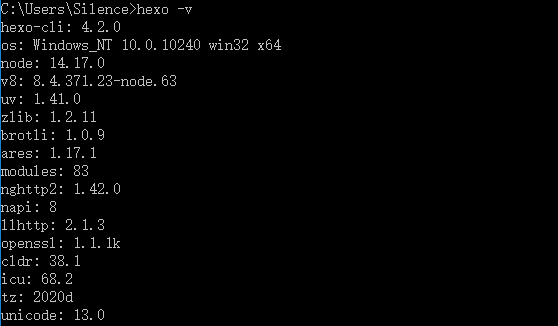 C:\Users\Silence>hexo -v
hexo-cli: 4.2.0
os: Windows_NT 10.0.10240 win32 x64
node: 14.17.0
v8: 8.4.371.23-node.63
uv: 1.41.0
zlib: 1.2.11
brotli: 1.0.9
ares: 1.17.1
modules: 83
nghttp2: 1.42.0
napi: 8
llhttp: 2.1.3
openssl: 1.1.1k
cldr: 38.1
icu: 68.2
tz: 2020d
unicode: 13.0